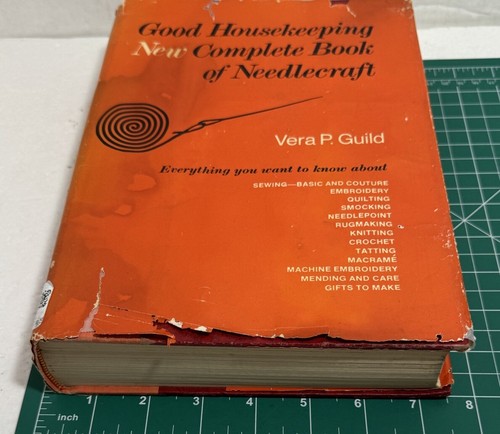 Good Housekeeping
New Complete Book
of Needlecraft
Vera P. Guild
Everything you want to know about
SEWING—BASIC AND COUTURE
EMBROIDERY
QUILTING
SMOCKING
NEEDLEPOINT
RUGMAKING
KNITTING
CROCHET
TATTING
MACRAMÉ
MACHINE EMBROIDERY
MENDING AND CARE
GIFTS TO MAKE
inch 1 2 3 4 5 6 7 8